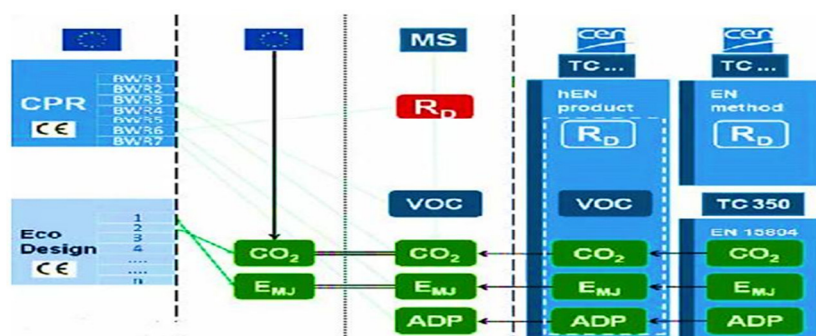 MS
cen
cen
TC ...
TC ...
CPR
CE
BWR1
BWR2
BWR3
BWR4
BWR5
BWR6
BWR7
RD
hEN
product
RD
EN
method
RD
Eco
Design
CE
1
2
3
4
....
....
n
VOC
VOC
TC 350
EN 15804
CO₂
CO₂
CO₂
CO₂
EMJ
EMJ
EMJ
EMJ
ADP
ADP
ADP